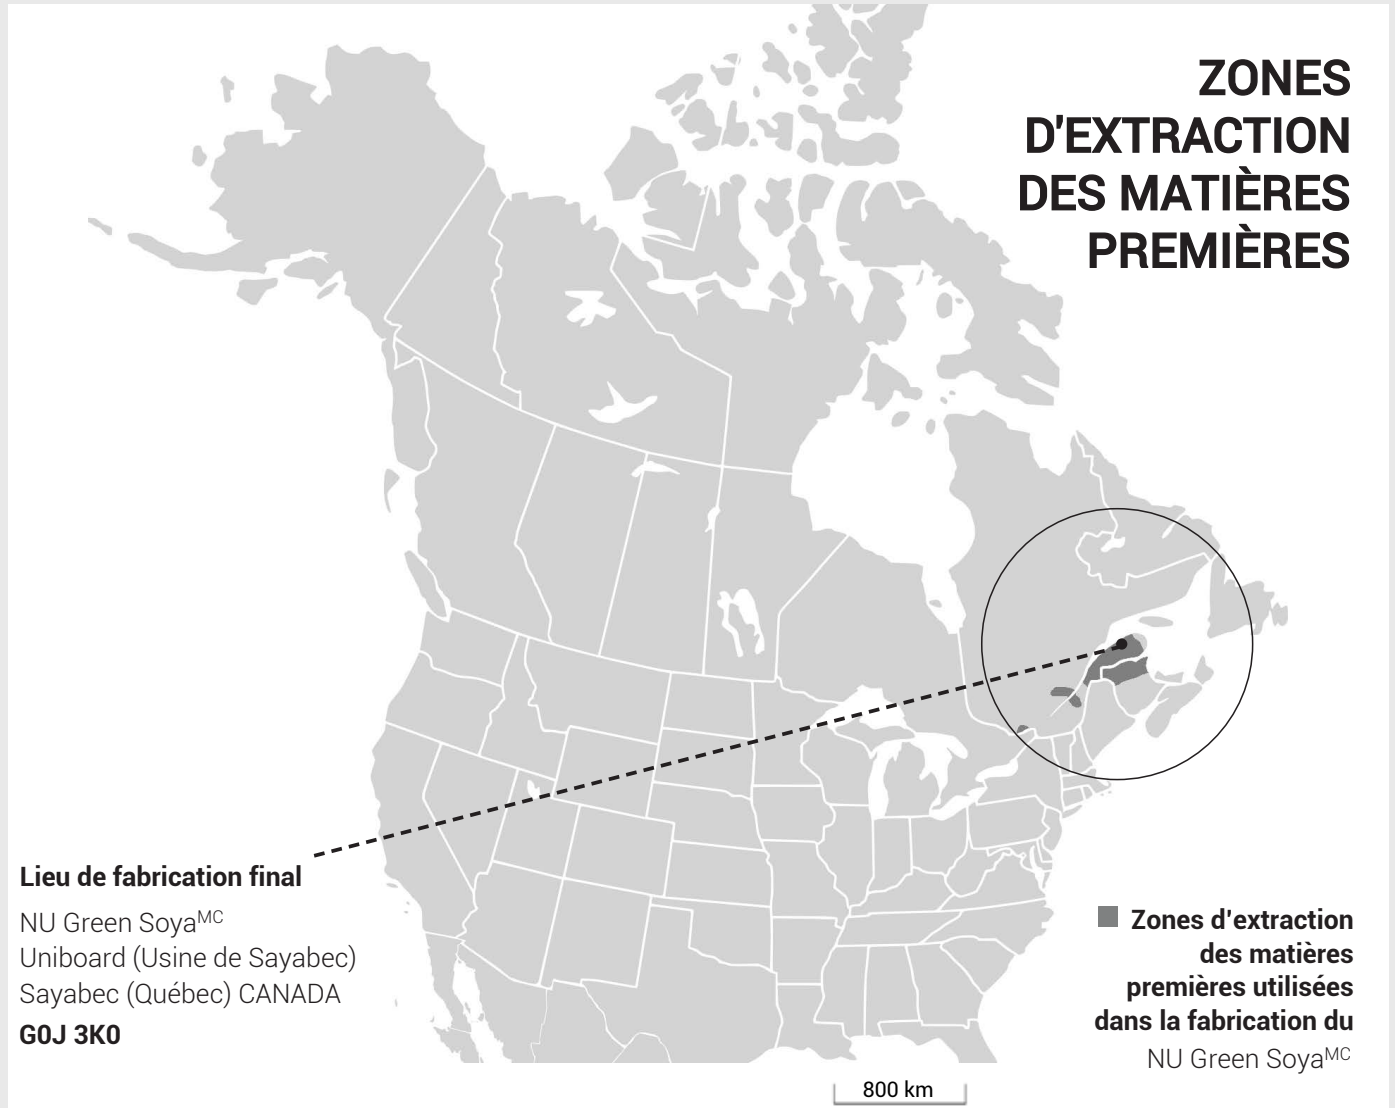 ZONES
D'EXTRACTION
DES MATIÈRES
PREMIÈRES
Lieu de fabrication final
NU Green Soyaᴹᶜ
Uniboard (Usine de Sayabec)
Sayabec (Québec) CANADA
G0J 3K0
Zones d'extraction
des matières
premières utilisées
dans la fabrication du
NU Green Soyaᴹᶜ
800 km